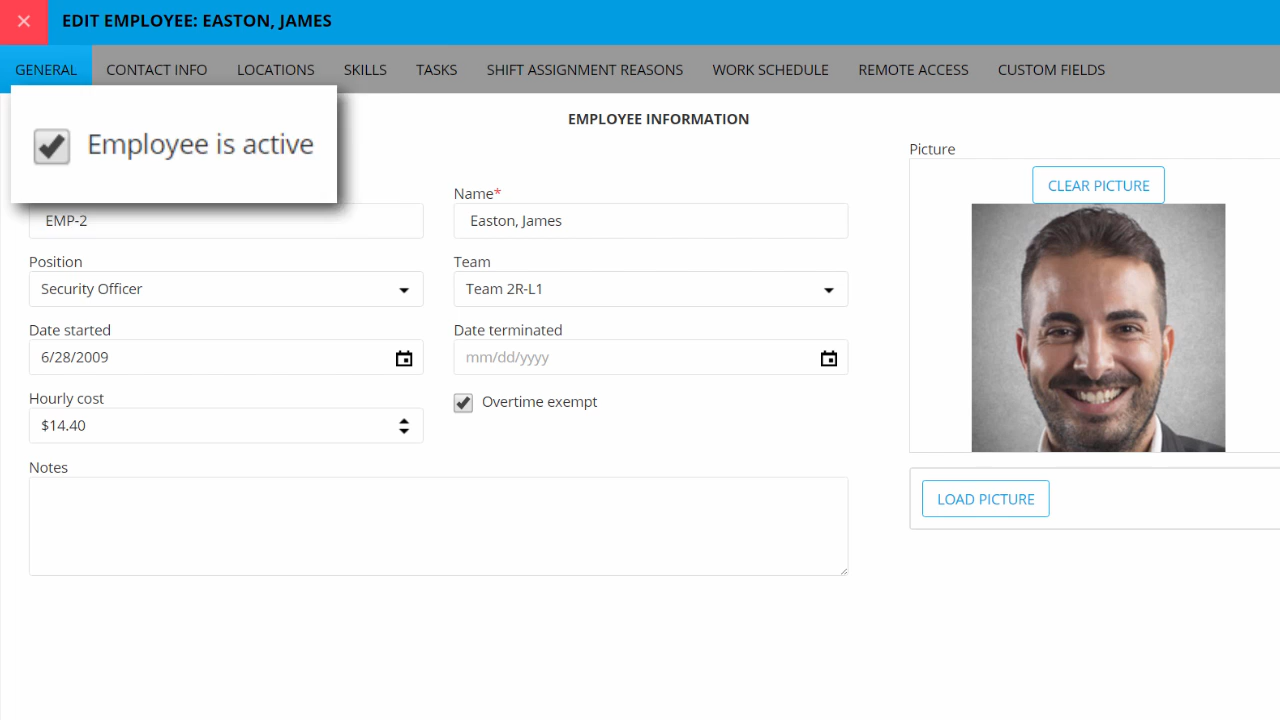 EDIT EMPLOYEE: EASTON, JAMES
GENERAL CONTACT INFO LOCATIONS SKILLS TASKS SHIFT ASSIGNMENT REASONS WORK SCHEDULE REMOTE ACCESS CUSTOM FIELDS
EMPLOYEE INFORMATION
Employee is active
Picture
CLEAR PICTURE
Name*
EMP-2 Easton, James
Position Team
Security Officer Team 2R-L1
Date started Date terminated
6/28/2009 mm/dd/yyyy
Hourly cost
Overtime exempt
$14.40
Notes
LOAD PICTURE